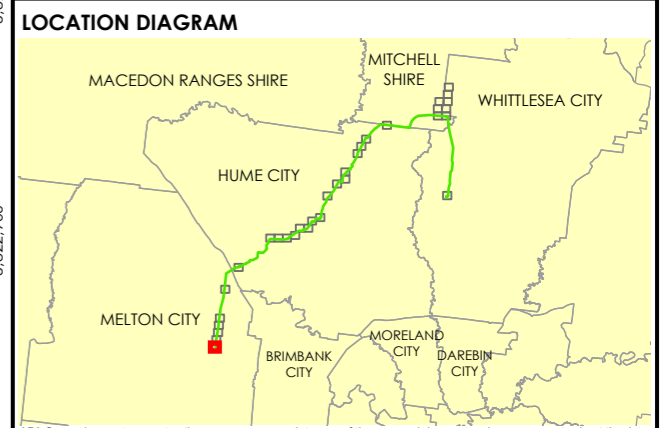 LOCATION DIAGRAM
MITCHELL
SHIRE
MACEDON RANGES SHIRE
WHITTLESEA CITY
HUME CITY
MELTON CITY
MORELAND
CITY
BRIMBANK
CITY
DAREBIN
CITY